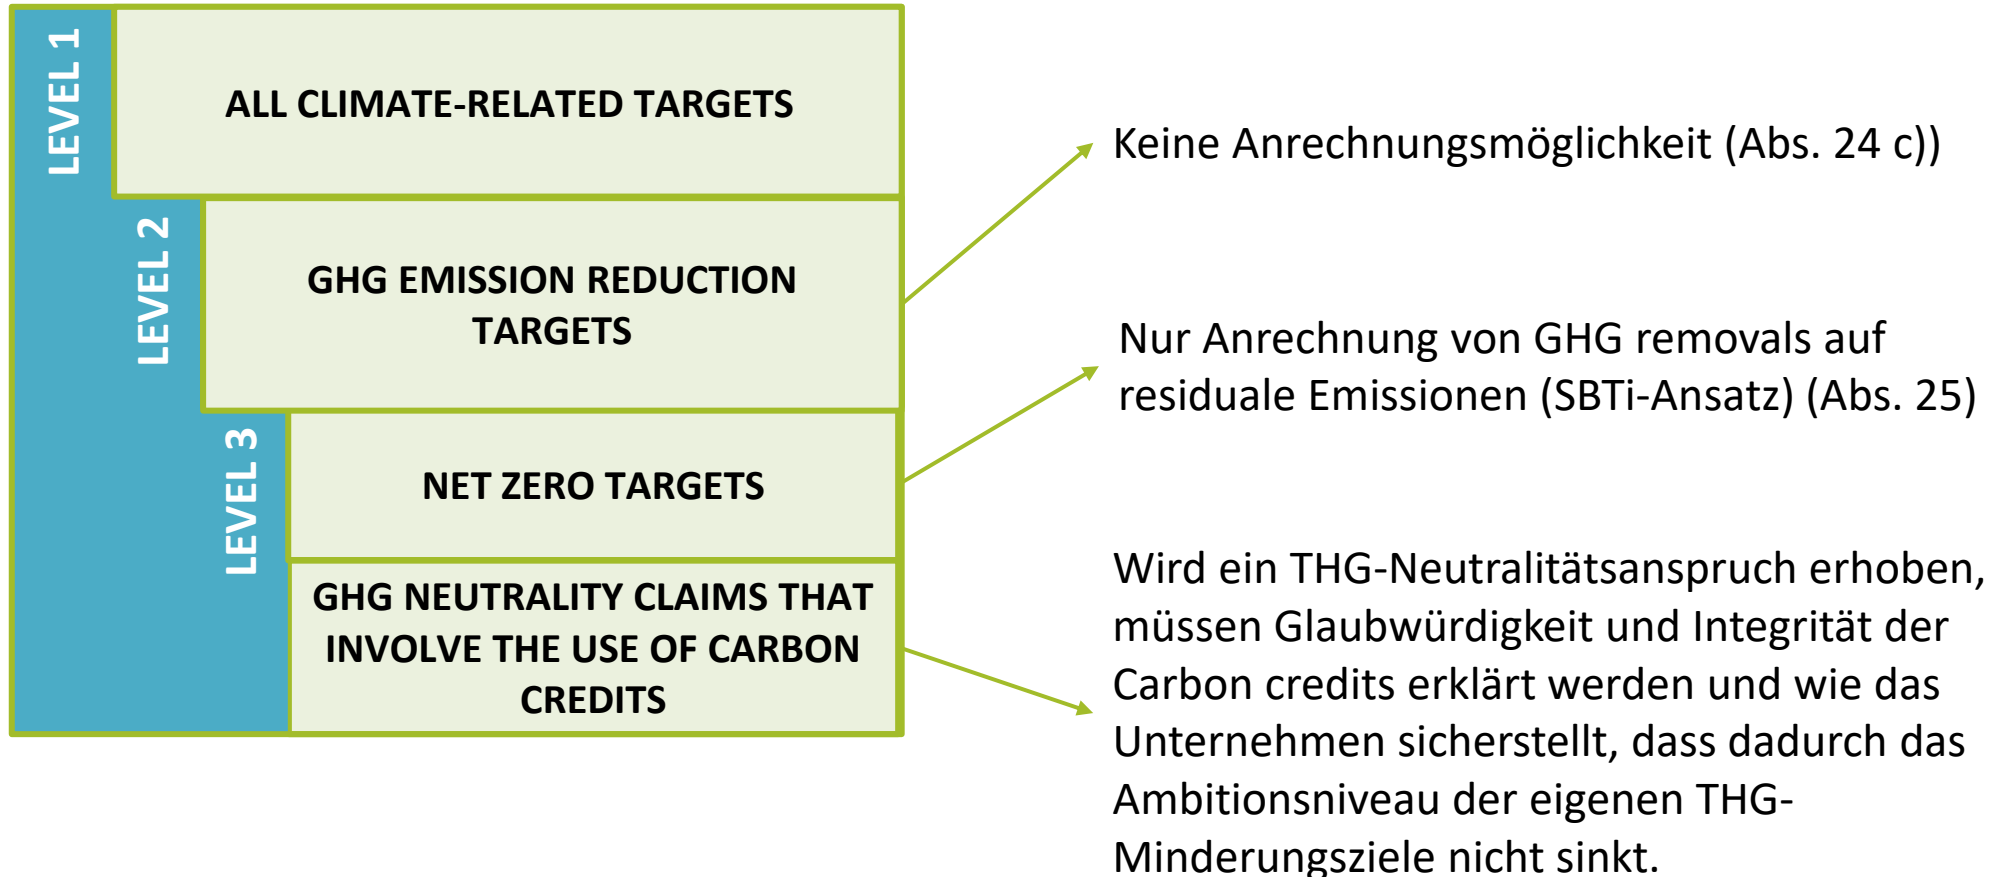 LEVEL 1
ALL CLIMATE-RELATED TARGETS
LEVEL 2
GHG EMISSION REDUCTION
TARGETS
LEVEL 3
NET ZERO TARGETS
GHG NEUTRALITY CLAIMS THAT
INVOLVE THE USE OF CARBON
CREDITS
Keine Anrechnungsmöglichkeit (Abs. 24 c))
Nur Anrechnung von GHG removals auf
residuale Emissionen (SBTi-Ansatz) (Abs. 25)
Wird ein THG-Neutralitätsanspruch erhoben,
müssen Glaubwürdigkeit und Integrität der
Carbon credits erklärt werden und wie das
Unternehmen sicherstellt, dass dadurch das
Ambitionsniveau der eigenen THG-
Minderungsziele nicht sinkt.